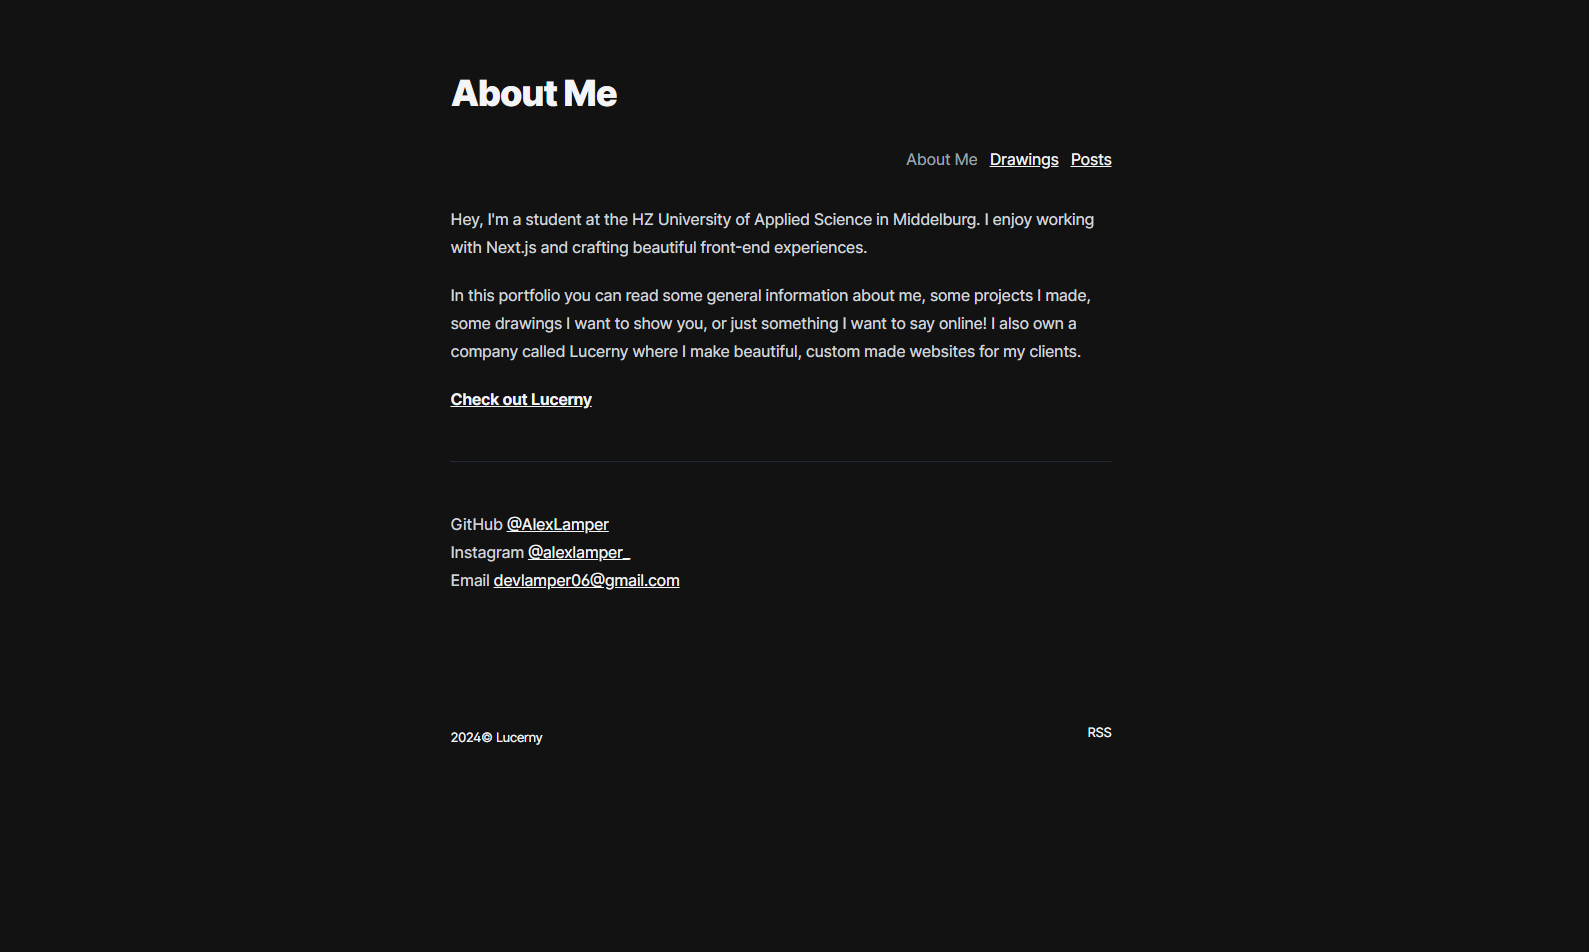 About Me
About Me Drawings Posts
Hey, I'm a student at the HZ University of Applied Science in Middelburg. I enjoy working
with Next.js and crafting beautiful front-end experiences.
In this portfolio you can read some general information about me, some projects I made,
some drawings I want to show you, or just something I want to say online! I also own a
company called Lucerny where I make beautiful, custom made websites for my clients.
Check out Lucerny
GitHub @AlexLamper
Instagram @alexlamper_
Email devlamper06@gmail.com
2024© Lucerny
RSS